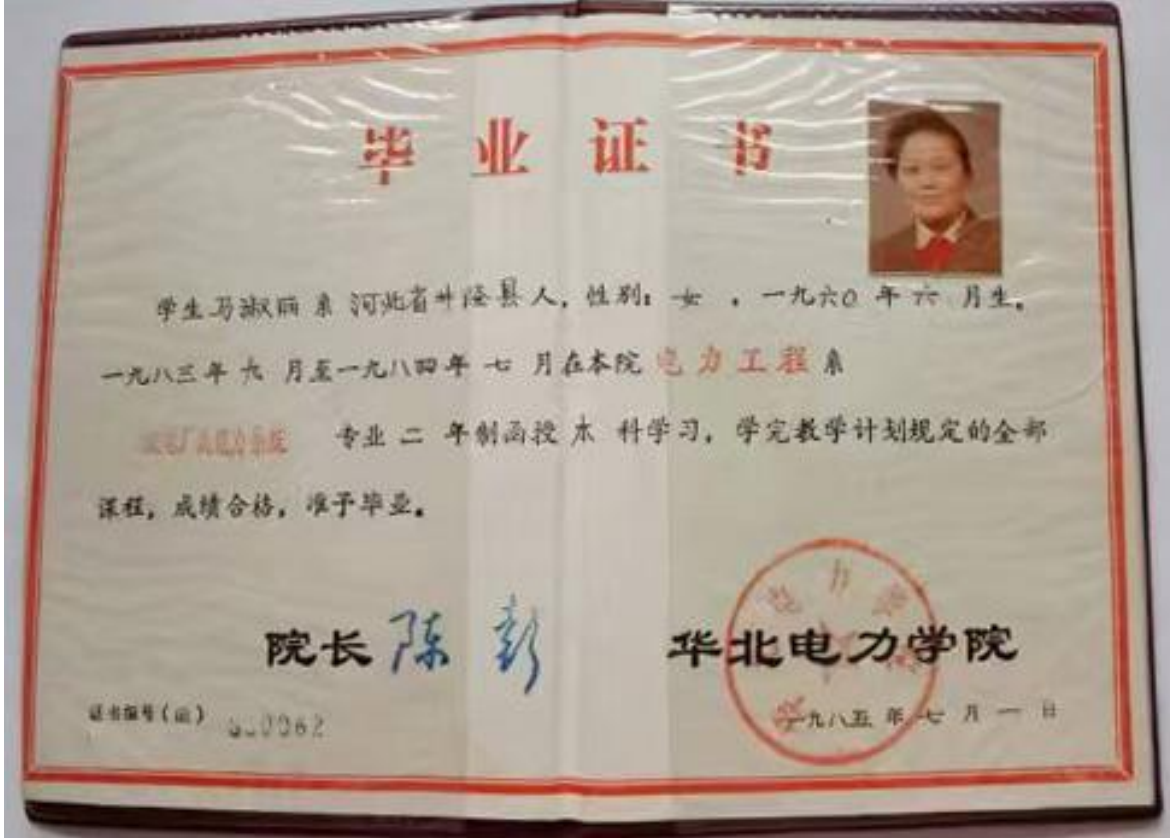 毕业证书
学生马淑丽系河北省井陉县人，性别：女，一九六〇年六月生。
一九八三年九月至一九八四年七月在本院电力工程系
专业二年制函授本科学习，学完教学计划规定的全部
课程，成绩合格，准予毕业。
院长 陈彭
华北电力学院
证书编号（函）
一九八五年七月一日